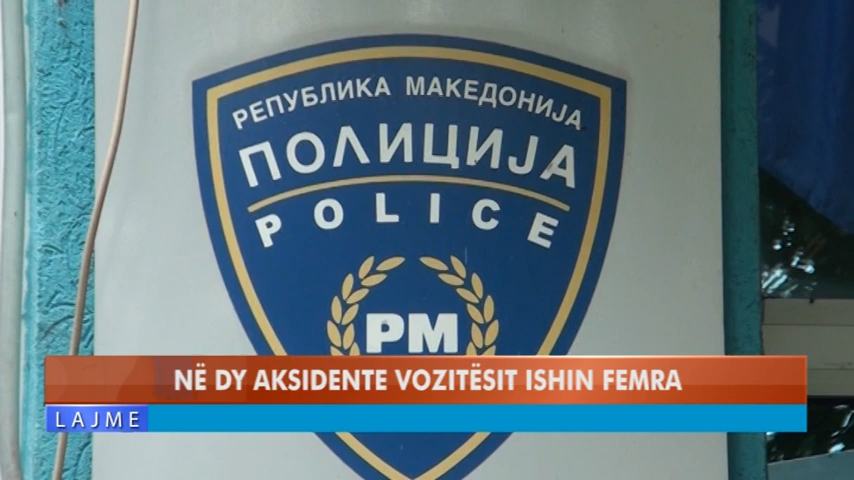 РЕПУБЛИКА МАКЕДОНИЈА
ПОЛИЦИЈА
POLICE
РМ
NË DY AKSIDENTE VOZITËSIT ISHIN FEMRA
LAJME